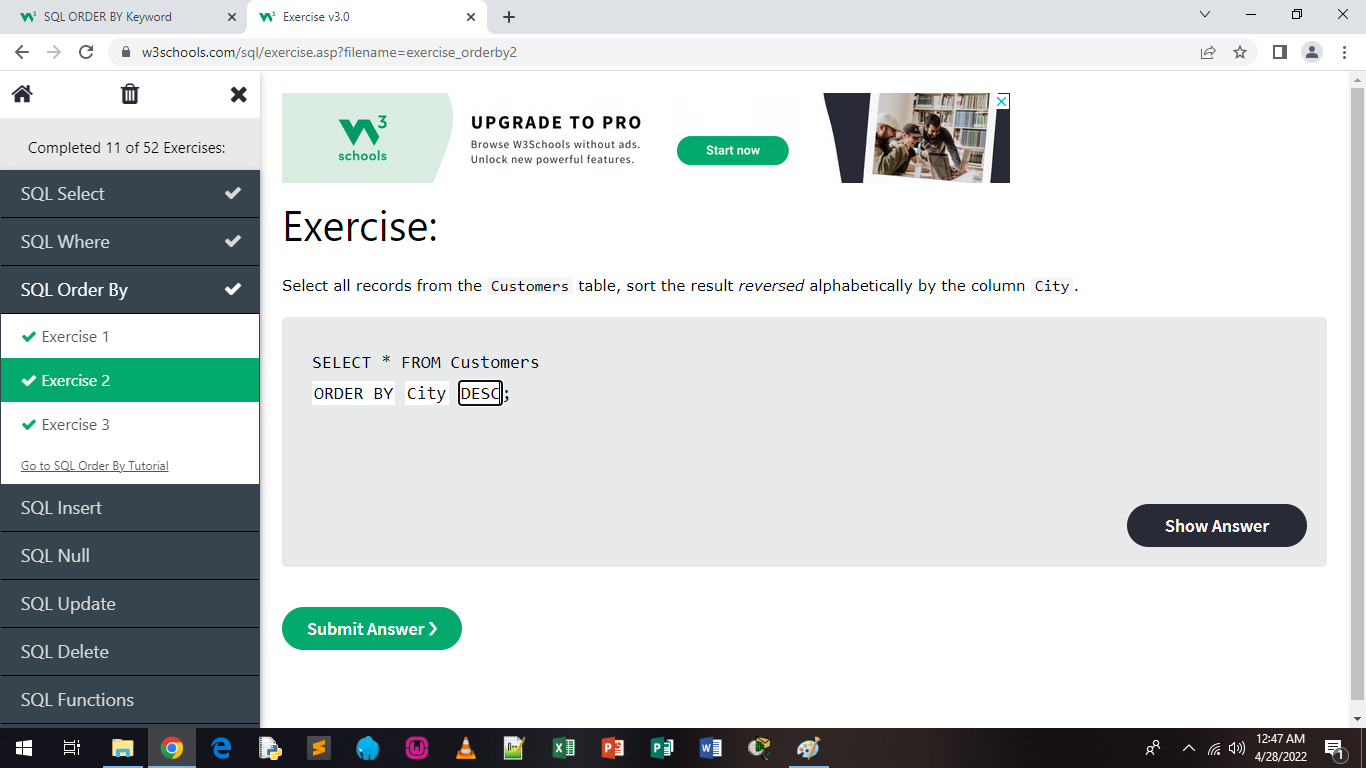 SQL ORDER BY Keyword
Exercise v3.0
w3schools.com/sql/exercise.asp?filename=exercise_orderby2
Completed 11 of 52 Exercises:
SQL Select
SQL Where
SQL Order By
Exercise 1
Exercise 2
Exercise 3
Go to SQL Order By Tutorial
SQL Insert
SQL Null
SQL Update
SQL Delete
SQL Functions
W3
schools
UPGRADE TO PRO
Browse W3Schools without ads.
Unlock new powerful features.
Start now
Exercise:
Select all records from the Customers table, sort the result reversed alphabetically by the column City.
SELECT * FROM Customers
ORDER BY City DESC;
Show Answer
Submit Answer ❯
12:47 AM
4/28/2022
1